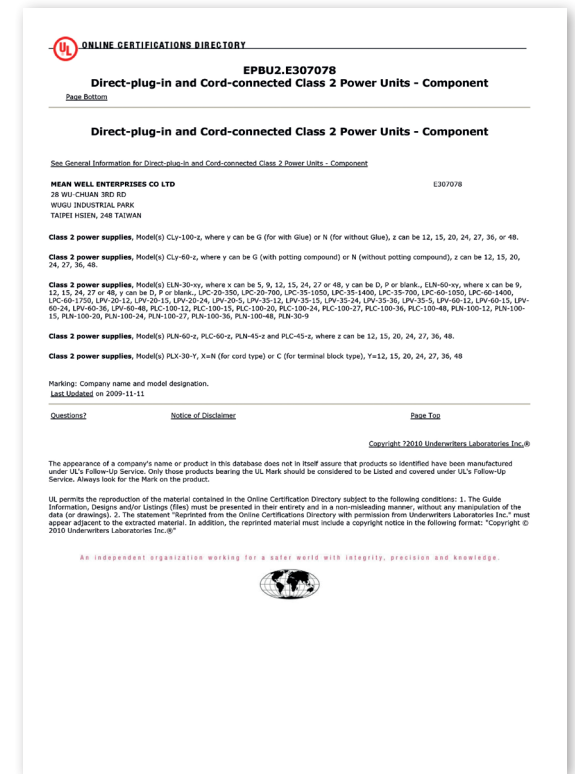 UL ONLINE CERTIFICATIONS DIRECTORY
EPBU2.E307078
Direct-plug-in and Cord-connected Class 2 Power Units - Component
Page Bottom
Direct-plug-in and Cord-connected Class 2 Power Units - Component
See General Information for Direct-plug-in and Cord-connected Class 2 Power Units - Component
MEAN WELL ENTERPRISES CO LTD E307078
28 WU-CHUAN 3RD RD
WUGU INDUSTRIAL PARK
TAIPEI HSIEN, 248 TAIWAN
Class 2 power supplies, Model(s) CLy-100-z, where y can be G (for with Glue) or N (for without Glue), z can be 12, 15, 20, 24, 27, 36, or 48.
Class 2 power supplies, Model(s) CLy-60-z, where y can be G (with potting compound) or N (without potting compound), z can be 12, 15, 20,
24, 27, 36, 48.
Class 2 power supplies, Model(s) ELN-30-xy, where x can be 5, 9, 12, 15, 24, 27 or 48, y can be D, P or blank., ELN-60-xy, where x can be 9,
12, 15, 24, 27 or 48, y can be D, P or blank., LPC-20-350, LPC-20-700, LPC-35-1050, LPC-35-1400, LPC-35-700, LPC-60-1050, LPC-60-1400,
LPC-60-1750, LPV-20-12, LPV-20-15, LPV-20-24, LPV-20-5, LPV-35-12, LPV-35-15, LPV-35-24, LPV-35-36, LPV-35-5, LPV-60-12, LPV-60-15, LPV-
60-24, LPV-60-36, LPV-60-48, PLC-100-12, PLC-100-15, PLC-100-20, PLC-100-24, PLC-100-27, PLC-100-36, PLC-100-48, PLN-100-12, PLN-100-
15, PLN-100-20, PLN-100-24, PLN-100-27, PLN-100-36, PLN-100-48, PLN-30-9
Class 2 power supplies, Model(s) PLN-60-z, PLC-60-z, PLN-45-z and PLC-45-z, where z can be 12, 15, 20, 24, 27, 36, 48.
Class 2 power supplies, Model(s) PLX-30-Y, X=N (for cord type) or C (for terminal block type), Y=12, 15, 20, 24, 27, 36, 48
Marking: Company name and model designation.
Last Updated on 2009-11-11
Questions? Notice of Disclaimer Page Top
Copyright ?2010 Underwriters Laboratories Inc.®
The appearance of a company's name or product in this database does not in itself assure that products so identified have been manufactured
under UL's Follow-Up Service. Only those products bearing the UL Mark should be considered to be Listed and covered under UL's Follow-Up
Service. Always look for the Mark on the product.
UL permits the reproduction of the material contained in the Online Certification Directory subject to the following conditions: 1. The Guide
Information, Designs and/or Listings (files) must be presented in their entirety and in a non-misleading manner, without any manipulation of the
data (or drawings). 2. The statement "Reprinted from the Online Certifications Directory with permission from Underwriters Laboratories Inc." must
appear adjacent to the extracted material. In addition, the reprinted material must include a copyright notice in the following format: "Copyright ©
2010 Underwriters Laboratories Inc.®"
An independent organization working for a safer world with integrity, precision and knowledge.